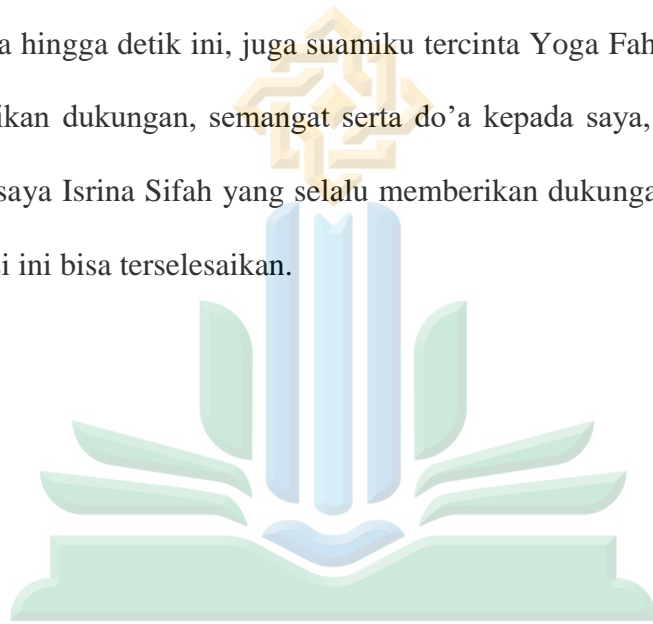 a hingga detik ini, juga suamiku tercinta Yoga Fah
ikan dukungan, semangat serta do’a kepada saya,
saya Isrina Sifah yang selalu memberikan dukunga
i ini bisa terselesaikan.